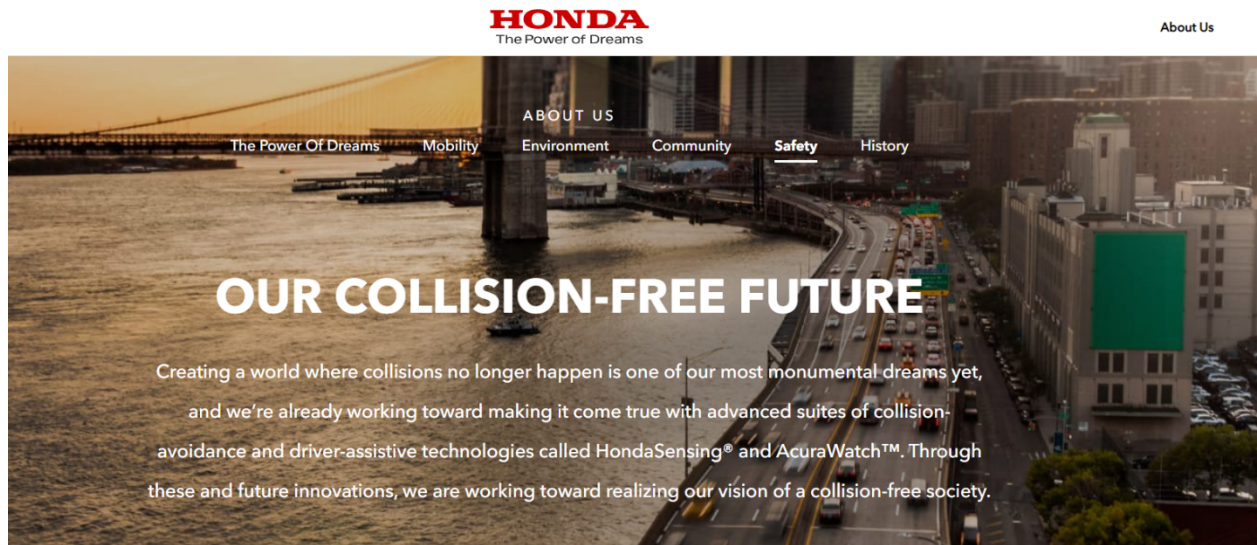 HONDA
The Power of Dreams
About Us
ABOUT US
The Power Of Dreams Mobility Environment Community Safety History
OUR COLLISION-FREE FUTURE
Creating a world where collisions no longer happen is one of our most monumental dreams yet,
and we're already working toward making it come true with advanced suites of collision-
avoidance and driver-assistive technologies called HondaSensing® and AcuraWatch™. Through
these and future innovations, we are working toward realizing our vision of a collision-free society.